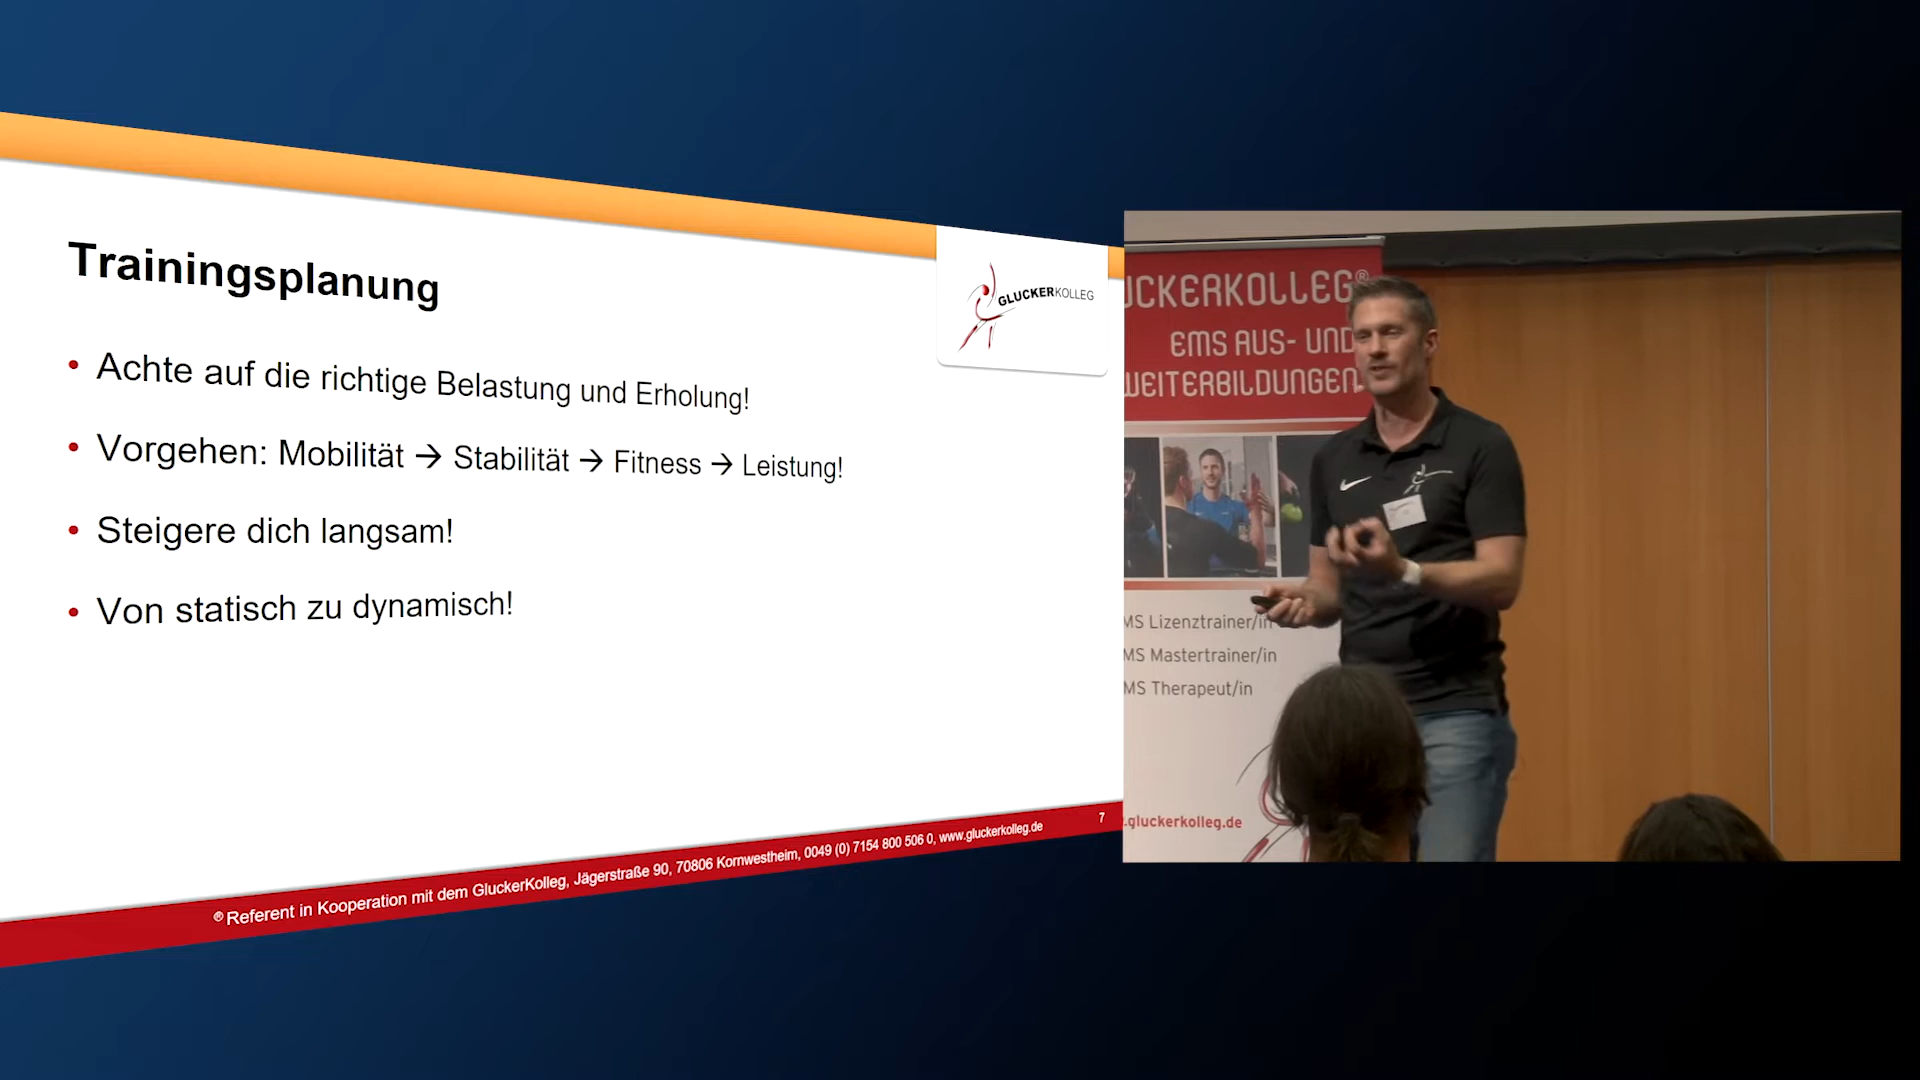 Trainingsplanung
GLUCKERKOLLEG
• Achte auf die richtige Belastung und Erholung!
• Vorgehen: Mobilität → Stabilität → Fitness → Leistung!
• Steigere dich langsam!
• Von statisch zu dynamisch!
® Referent in Kooperation mit dem GluckerKolleg, Jägerstraße 90, 70806 Kornwestheim, 0049 (0) 7154 800 506 0, www.gluckerkolleg.de
7
UCKERKOLLEG®
EMS AUS- UND
WEITERBILDUNGEN
MS Lizenztrainer/in
MS Mastertrainer/in
MS Therapeut/in
.gluckerkolleg.de